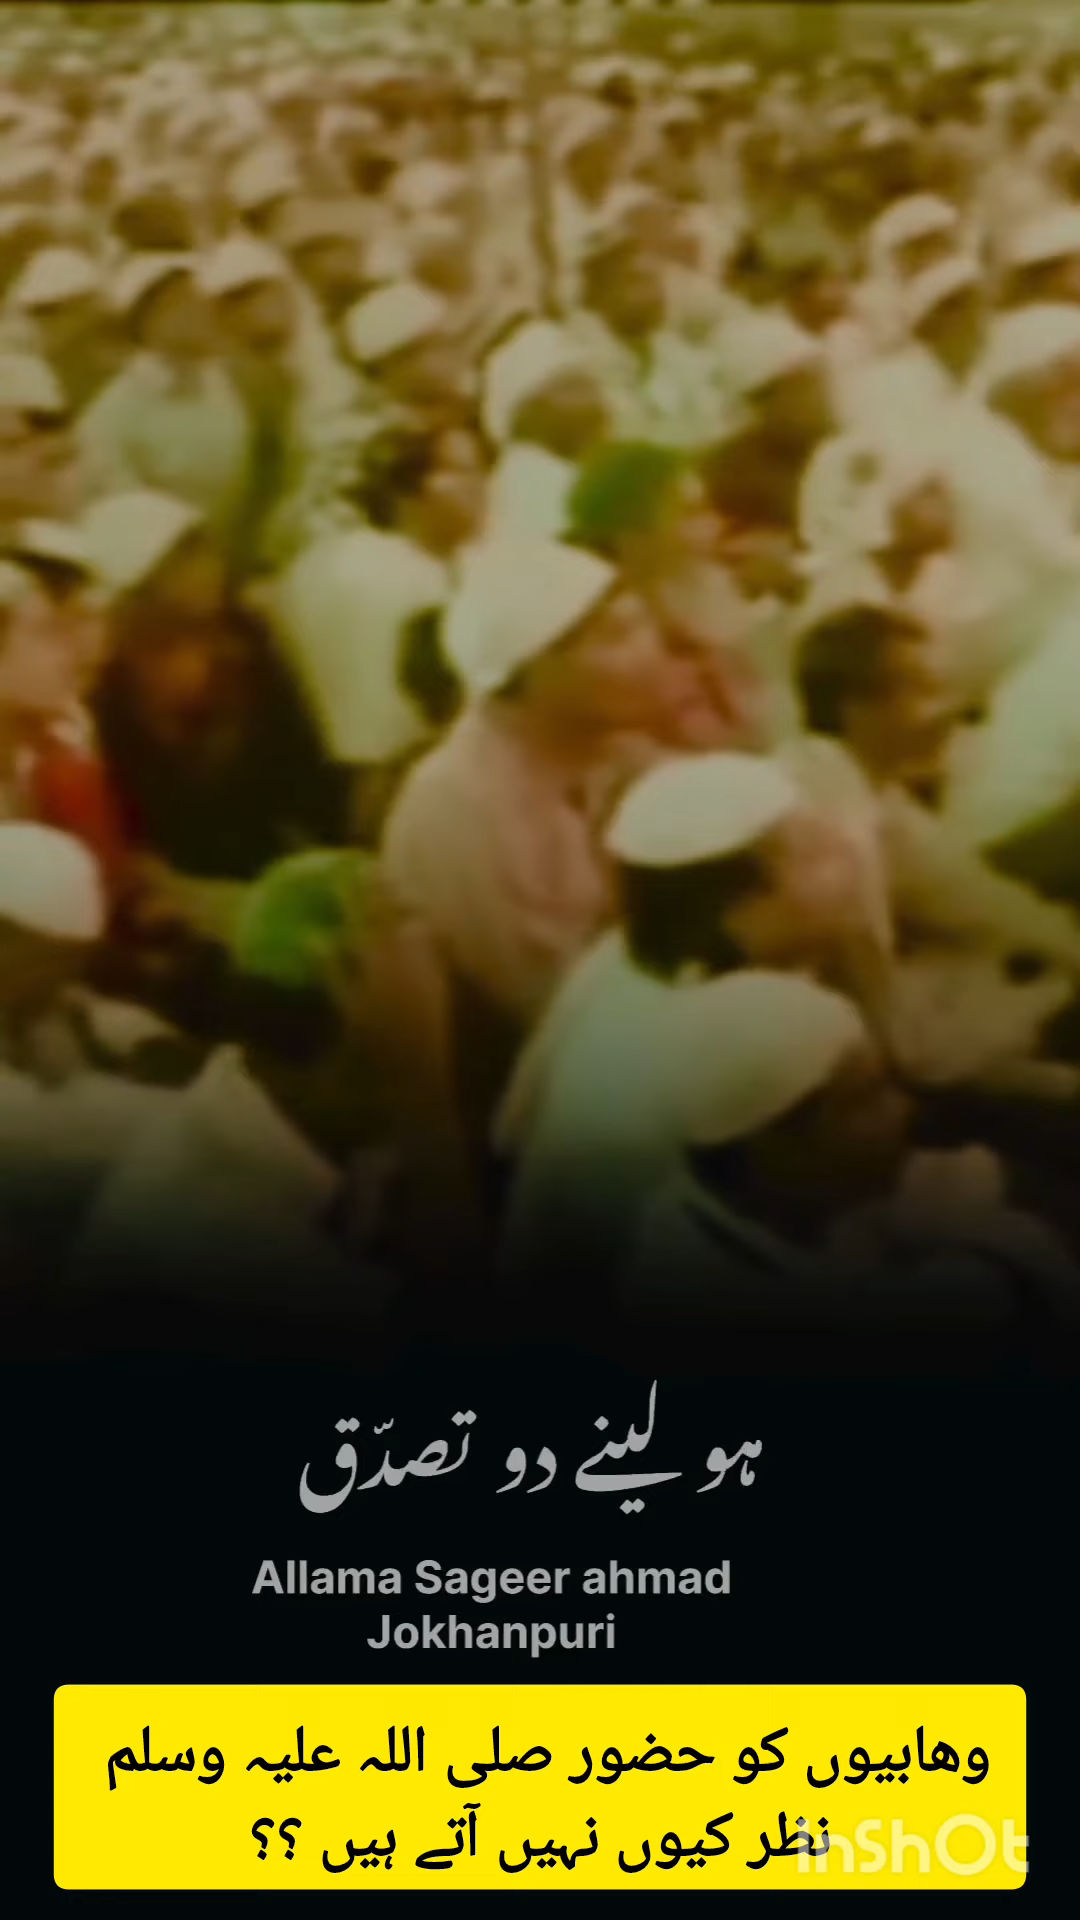 ہو لینے دو تصدّق
Allama Sageer ahmad
Jokhanpuri
وھابیوں کو حضور صلی اللہ علیہ وسلم
نظر کیوں نہیں آتے ہیں ؟؟
InShOt